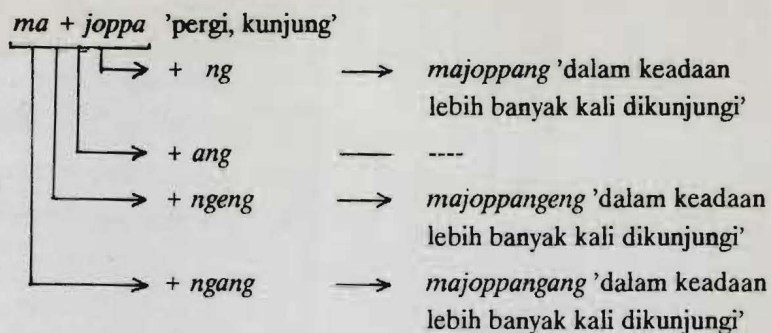 ma + joppa 'pergi, kunjung'
+ ng → majoppang 'dalam keadaan
lebih banyak kali dikunjungi'
+ ang — ----
+ ngeng → majoppangeng 'dalam keadaan
lebih banyak kali dikunjungi'
+ ngang → majoppangang 'dalam keadaan
lebih banyak kali dikunjungi'